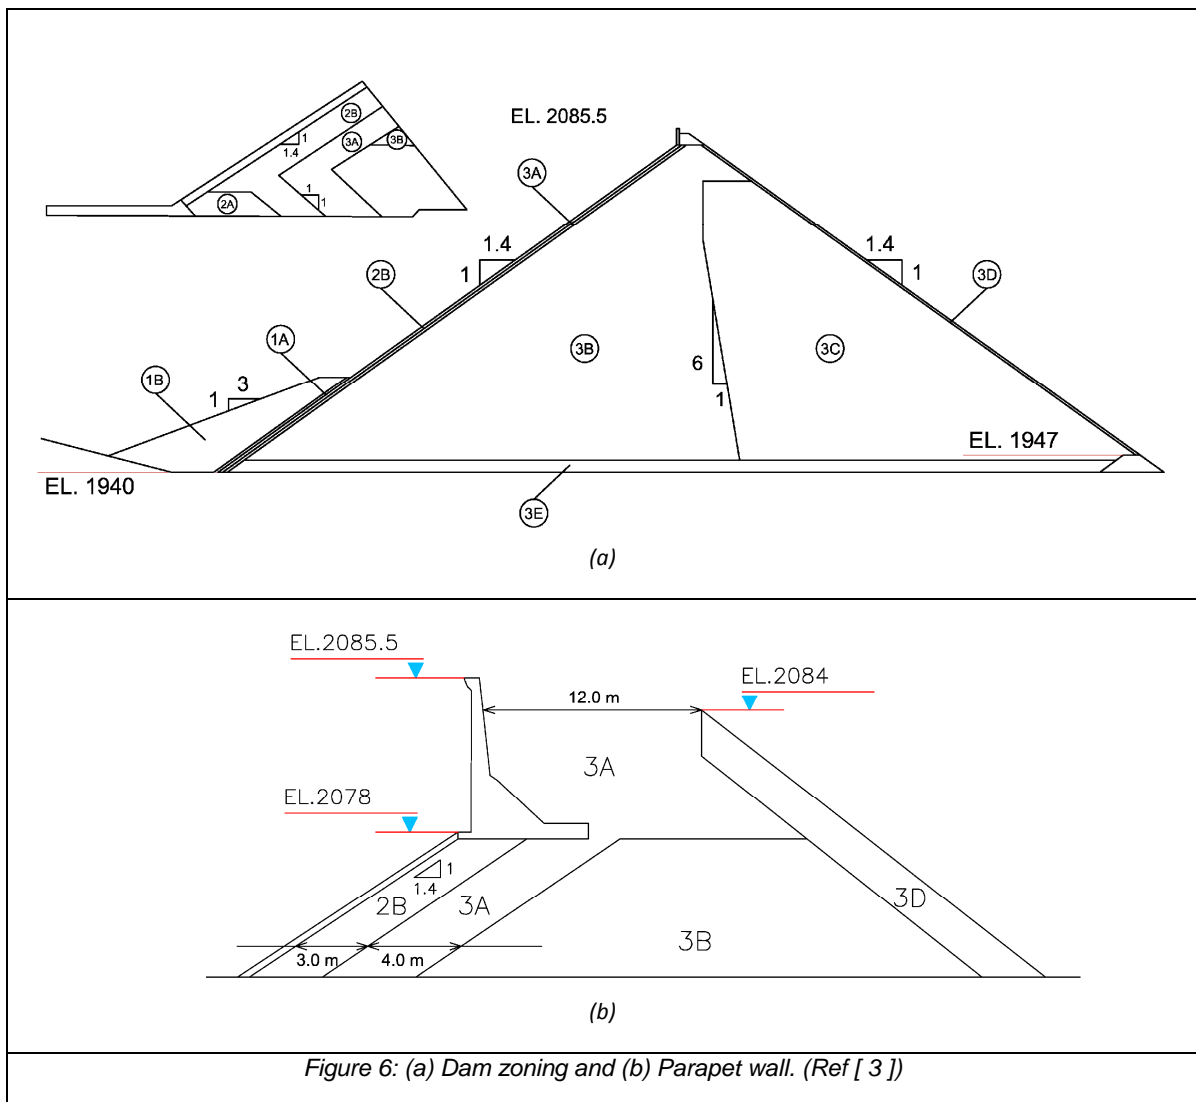 2B
3A
3B
1
1.4
2A
1
1
EL. 2085.5
3A
1.4
1
1.4
1
2B
3D
1A
3B
3C
1B
3
1
6
1
EL. 1947
EL. 1940
3E
(a)
EL.2085.5
EL.2084
12.0 m
3A
EL.2078
1
1.4
2B
3A
3D
3B
3.0 m
4.0 m
(b)
Figure 6: (a) Dam zoning and (b) Parapet wall. (Ref [ 3 ])